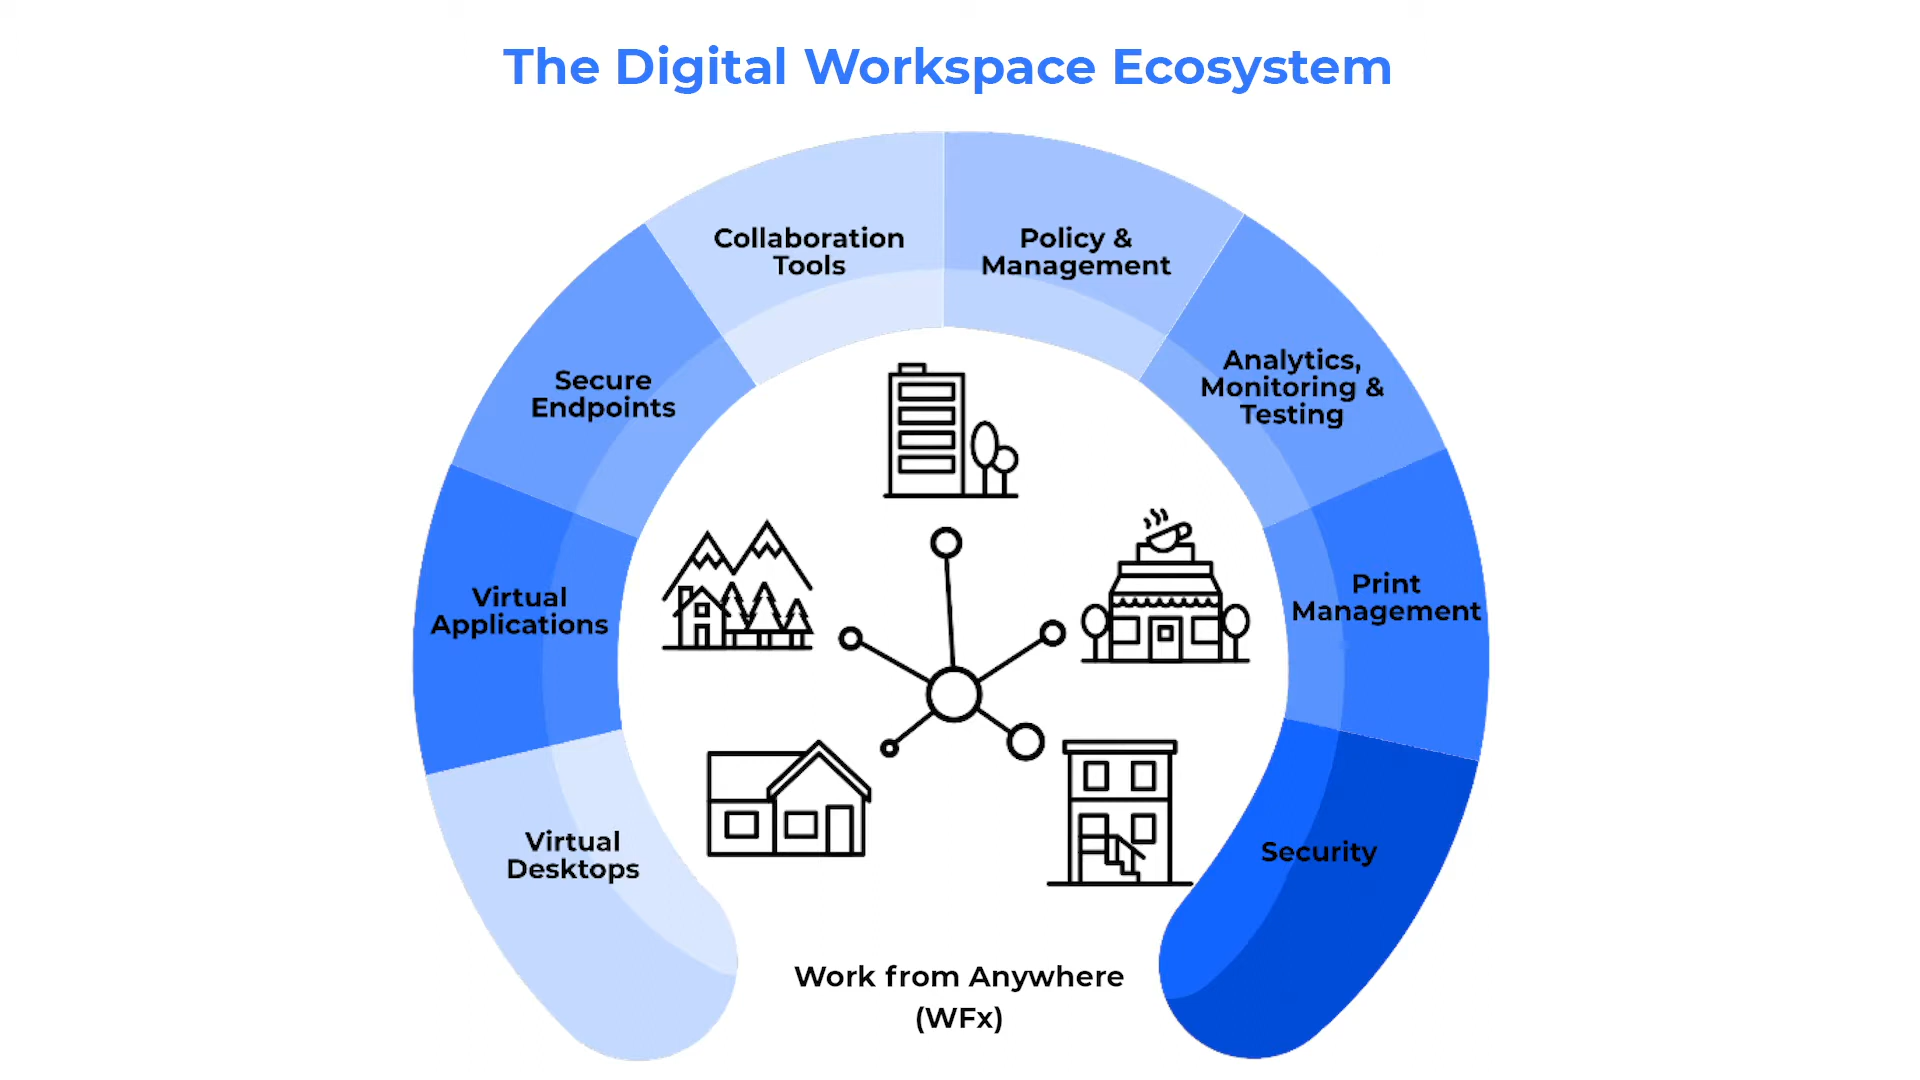 The Digital Workspace Ecosystem
Collaboration
Tools
Policy &
Management
Secure
Endpoints
Analytics,
Monitoring &
Testing
Virtual
Applications
Print
Management
Virtual
Desktops
Security
Work from Anywhere
(WFx)